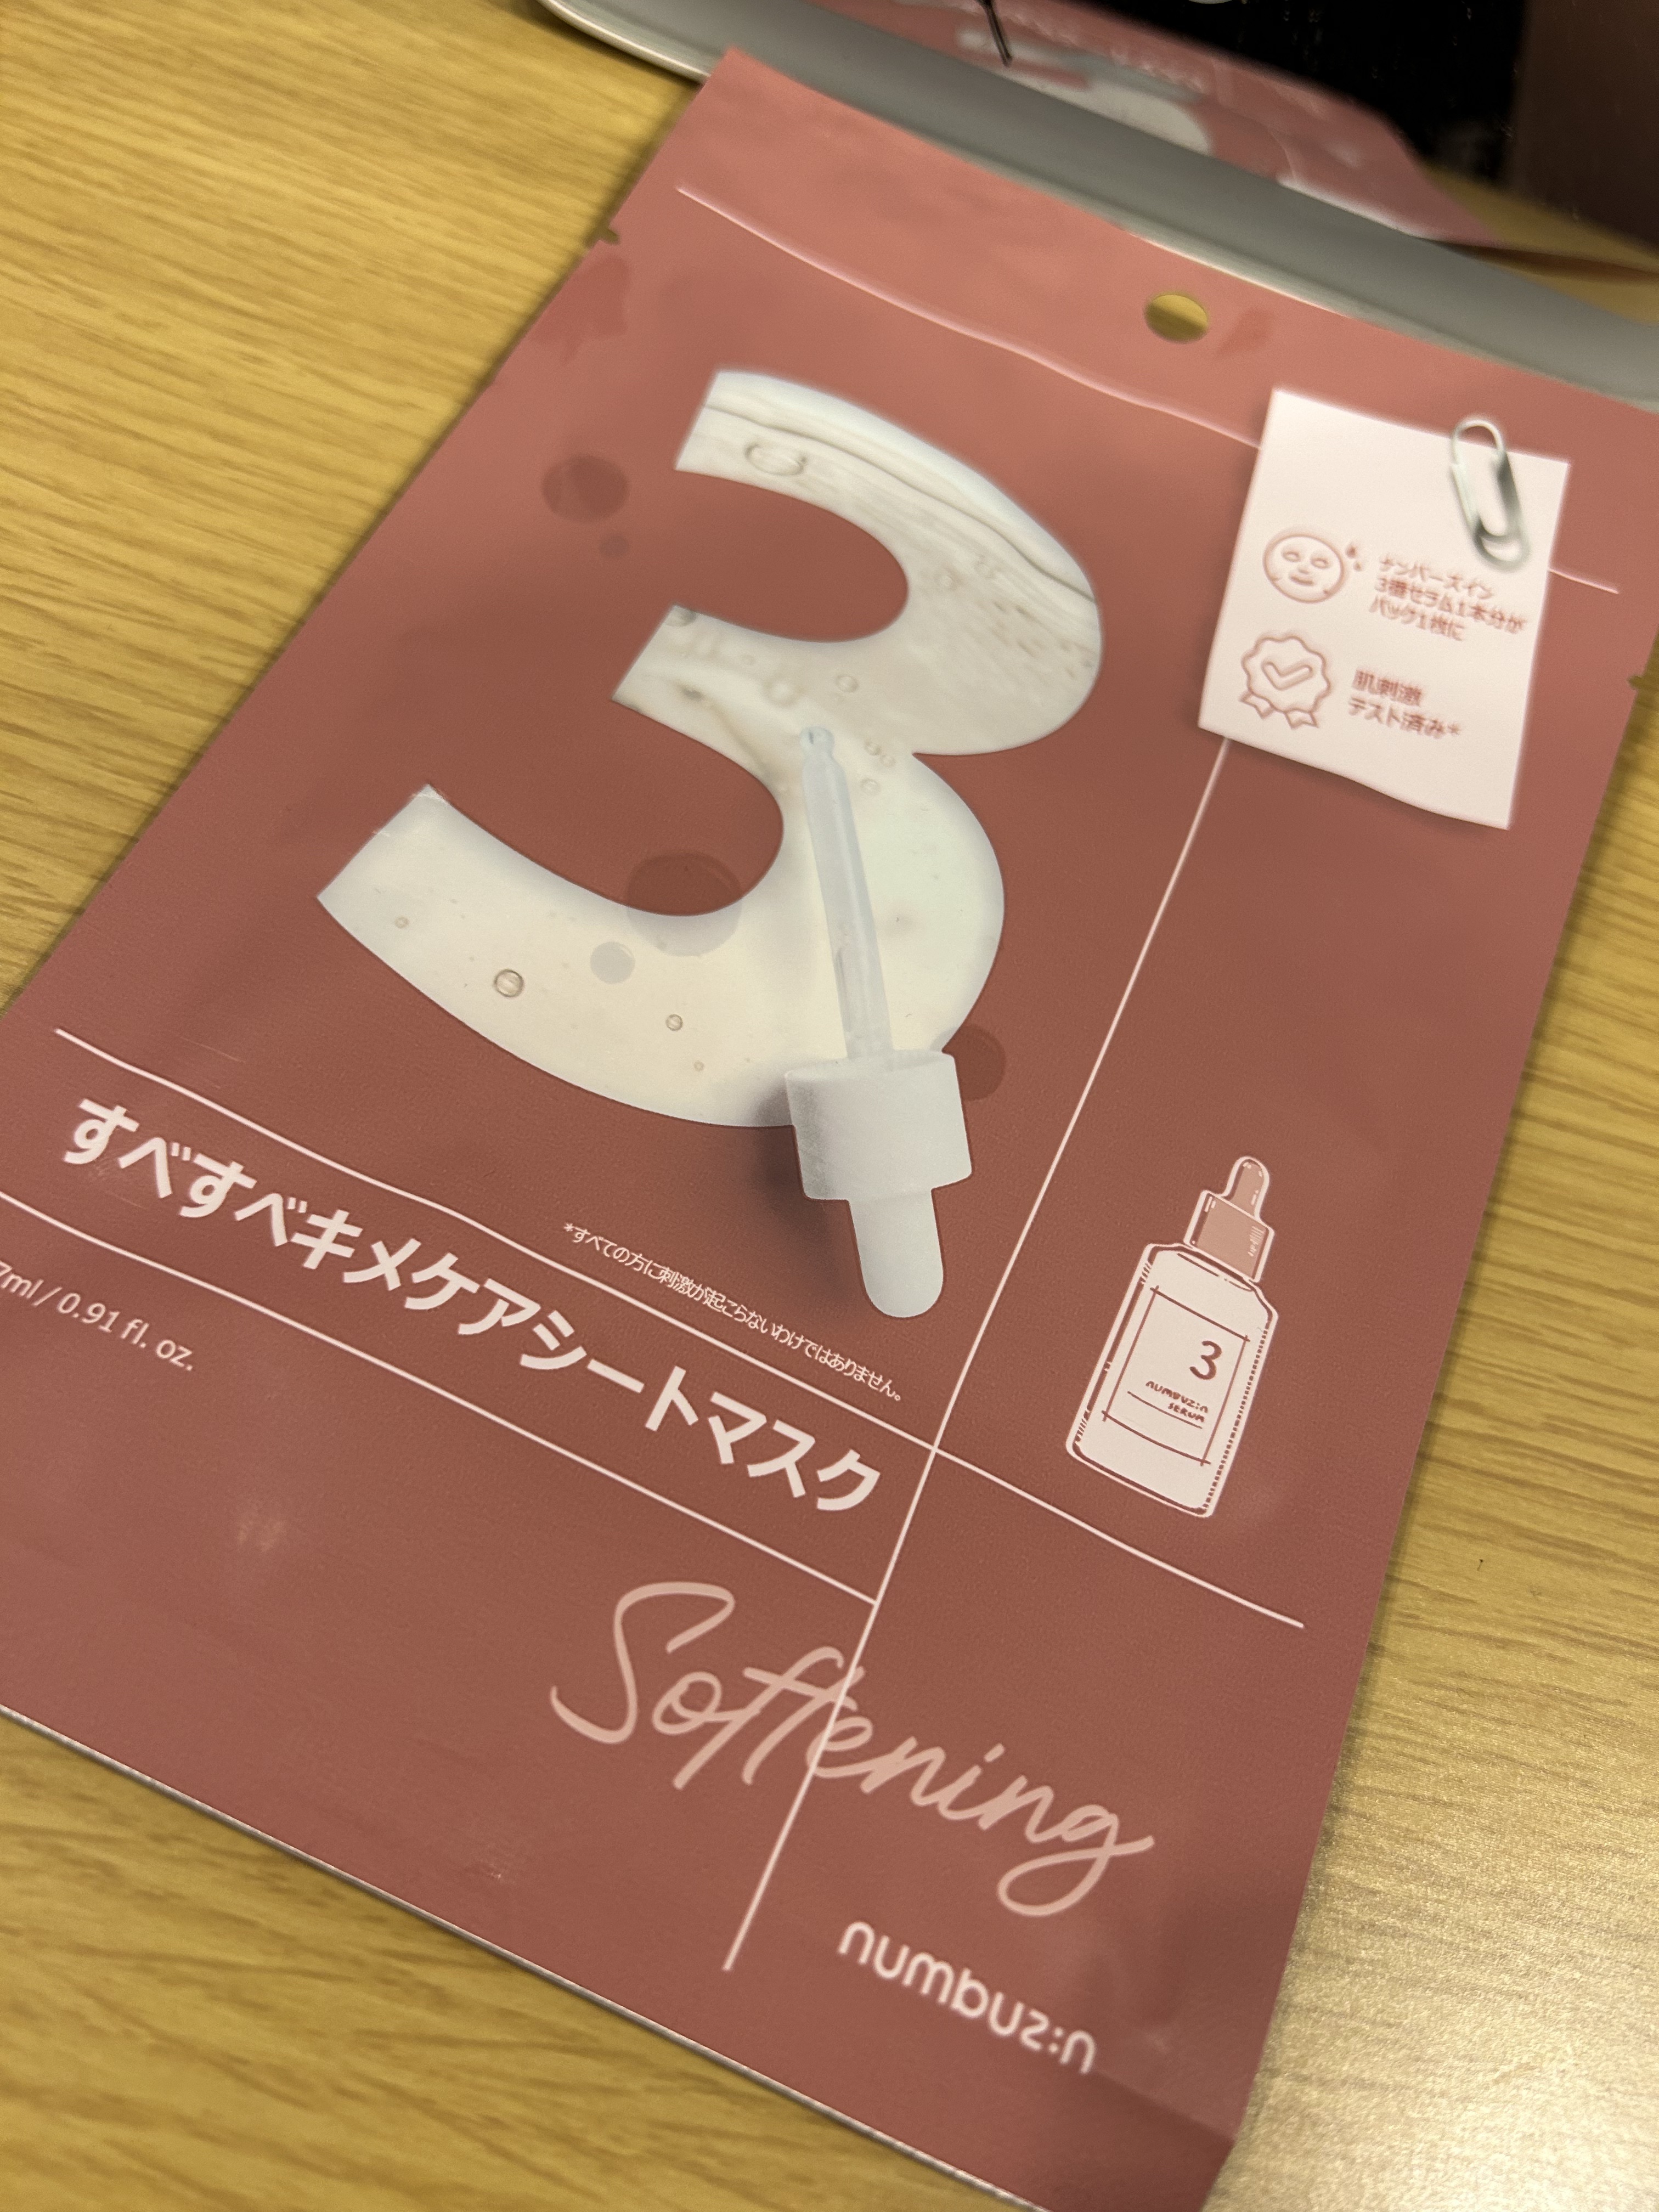 ナンバーズイン
3番セラム1本分が
パック1枚に
肌刺激
テスト済み*
3
*すべての方に刺激が起こらないわけではありません。
すべすべキメケアシートマスク
7ml / 0.91 fl. oz.
3
numbuz:n
SERUM
Softening
numbuz:n